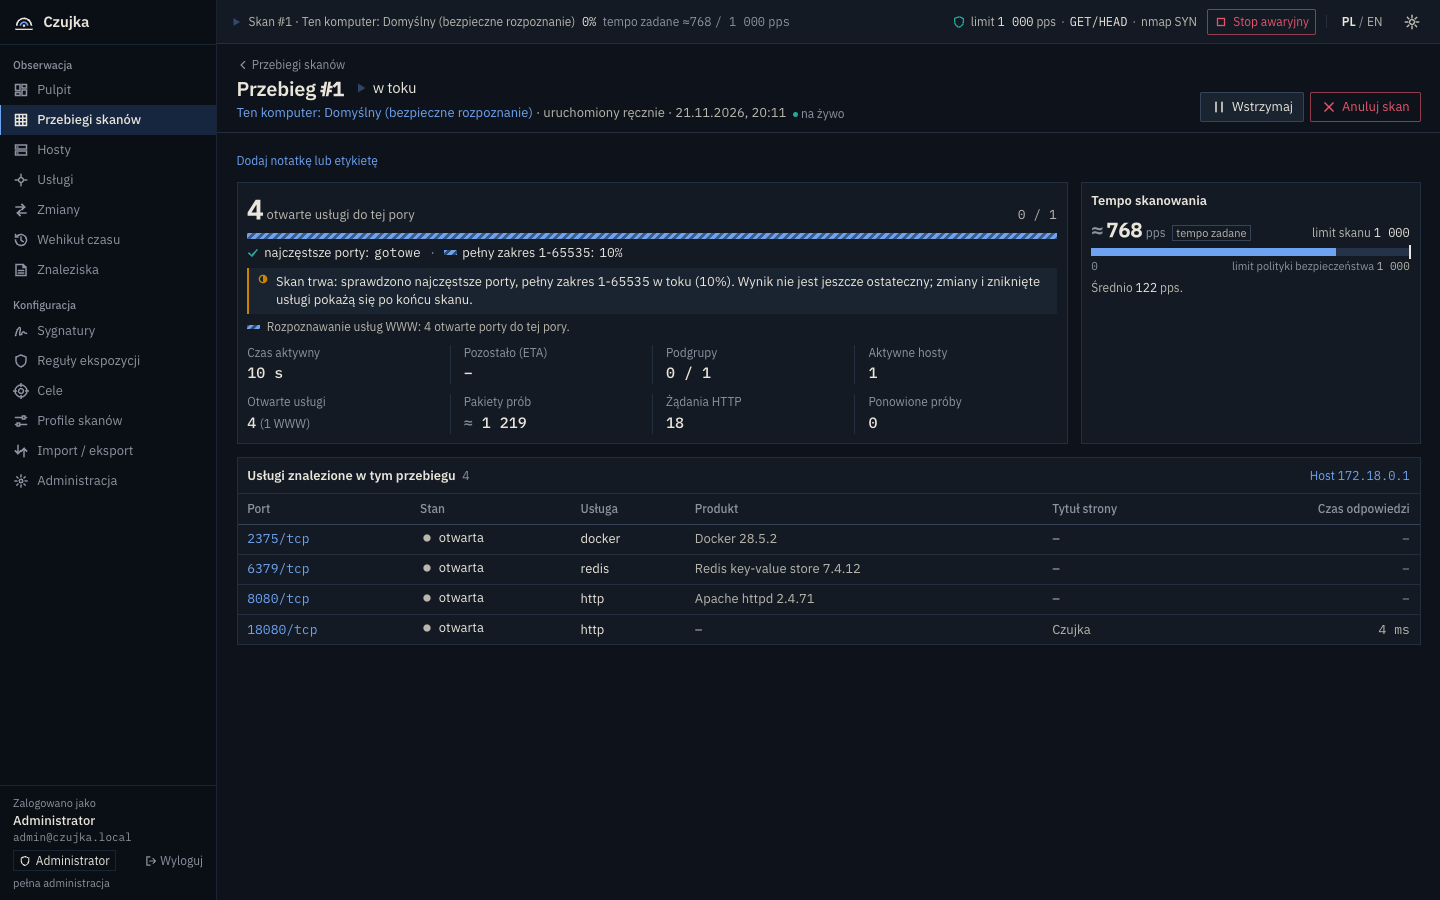 Czujka
Skan #1 · Ten komputer: Domyślny (bezpieczne rozpoznanie) 0% tempo zadane ≈768 / 1 000 pps
limit 1 000 pps · GET/HEAD · nmap SYN
Stop awaryjny
PL / EN
Obserwacja
Pulpit
Przebiegi skanów
Hosty
Usługi
Zmiany
Wehikuł czasu
Znaleziska
Konfiguracja
Sygnatury
Reguły ekspozycji
Cele
Profile skanów
Import / eksport
Administracja
Zalogowano jako
Administrator
admin@czujka.local
Administrator
Wyloguj
pełna administracja
Przebiegi skanów
Przebieg #1 w toku
Ten komputer: Domyślny (bezpieczne rozpoznanie) · uruchomiony ręcznie · 21.11.2026, 20:11 na żywo
Wstrzymaj
Anuluj skan
Dodaj notatkę lub etykietę
4 otwarte usługi do tej pory 0 / 1
najczęstsze porty: gotowe · pełny zakres 1-65535: 10%
Skan trwa: sprawdzono najczęstsze porty, pełny zakres 1-65535 w toku (10%). Wynik nie jest jeszcze ostateczny; zmiany i zniknięte
usługi pokażą się po końcu skanu.
Rozpoznawanie usług WWW: 4 otwarte porty do tej pory.
Czas aktywny Pozostało (ETA) Podgrupy Aktywne hosty
10 s – 0 / 1 1
Otwarte usługi Pakiety prób Żądania HTTP Ponowione próby
4 (1 WWW) ≈ 1 219 18 0
Tempo skanowania
≈768 pps tempo zadane limit skanu 1 000
0 limit polityki bezpieczeństwa 1 000
Średnio 122 pps.
Usługi znalezione w tym przebiegu 4 Host 172.18.0.1
Port Stan Usługa Produkt Tytuł strony Czas odpowiedzi
2375/tcp otwarta docker Docker 28.5.2 – –
6379/tcp otwarta redis Redis key-value store 7.4.12 – –
8080/tcp otwarta http Apache httpd 2.4.71 – –
18080/tcp otwarta http – Czujka 4 ms